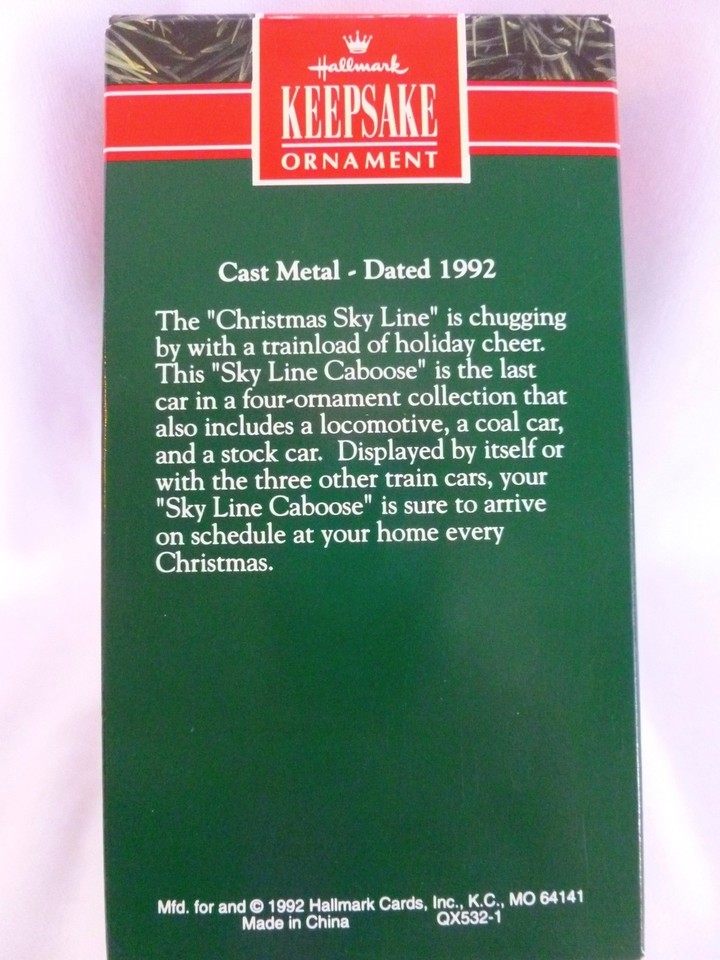 Hallmark
KEEPSAKE
ORNAMENT
Cast Metal - Dated 1992
The "Christmas Sky Line" is chugging
by with a trainload of holiday cheer.
This "Sky Line Caboose" is the last
car in a four-ornament collection that
also includes a locomotive, a coal car,
and a stock car.  Displayed by itself or
with the three other train cars, your
"Sky Line Caboose" is sure to arrive
on schedule at your home every
Christmas.
Mfd. for and © 1992 Hallmark Cards, Inc., K.C., MO 64141
Made in China QX532-1